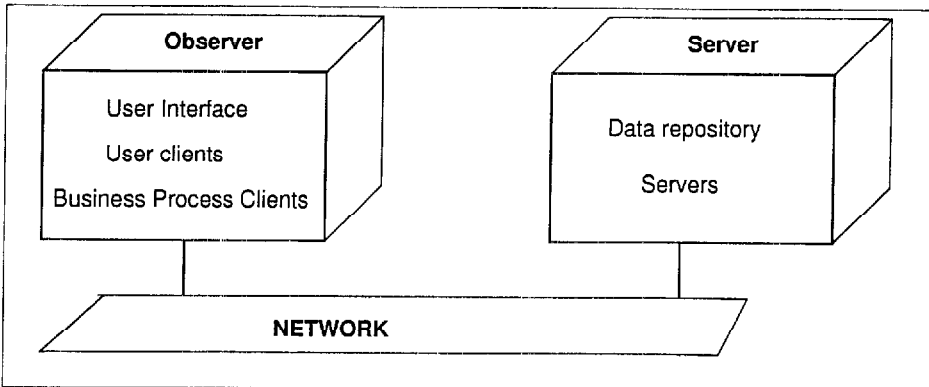 Observer
User Interface
User clients
Business Process Clients
Server
Data repository
Servers
NETWORK